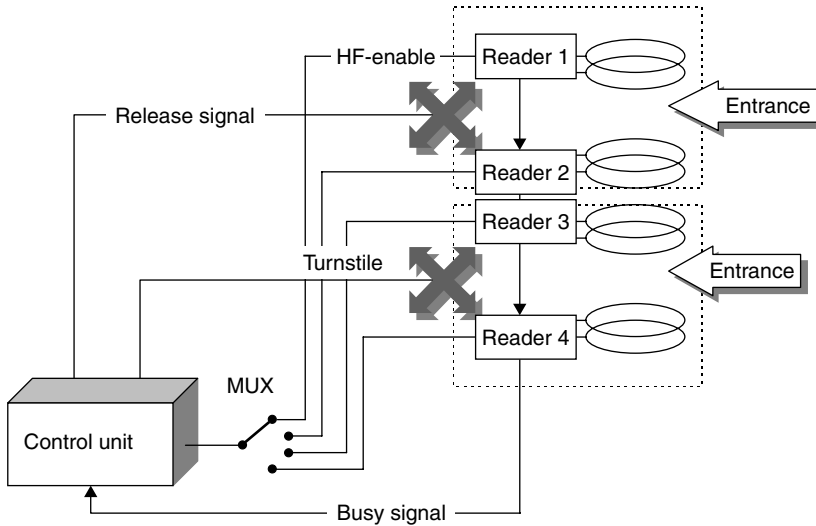 HF-enable
Reader 1
Entrance
Release signal
Reader 2
Reader 3
Turnstile
Entrance
Reader 4
MUX
Control unit
Busy signal